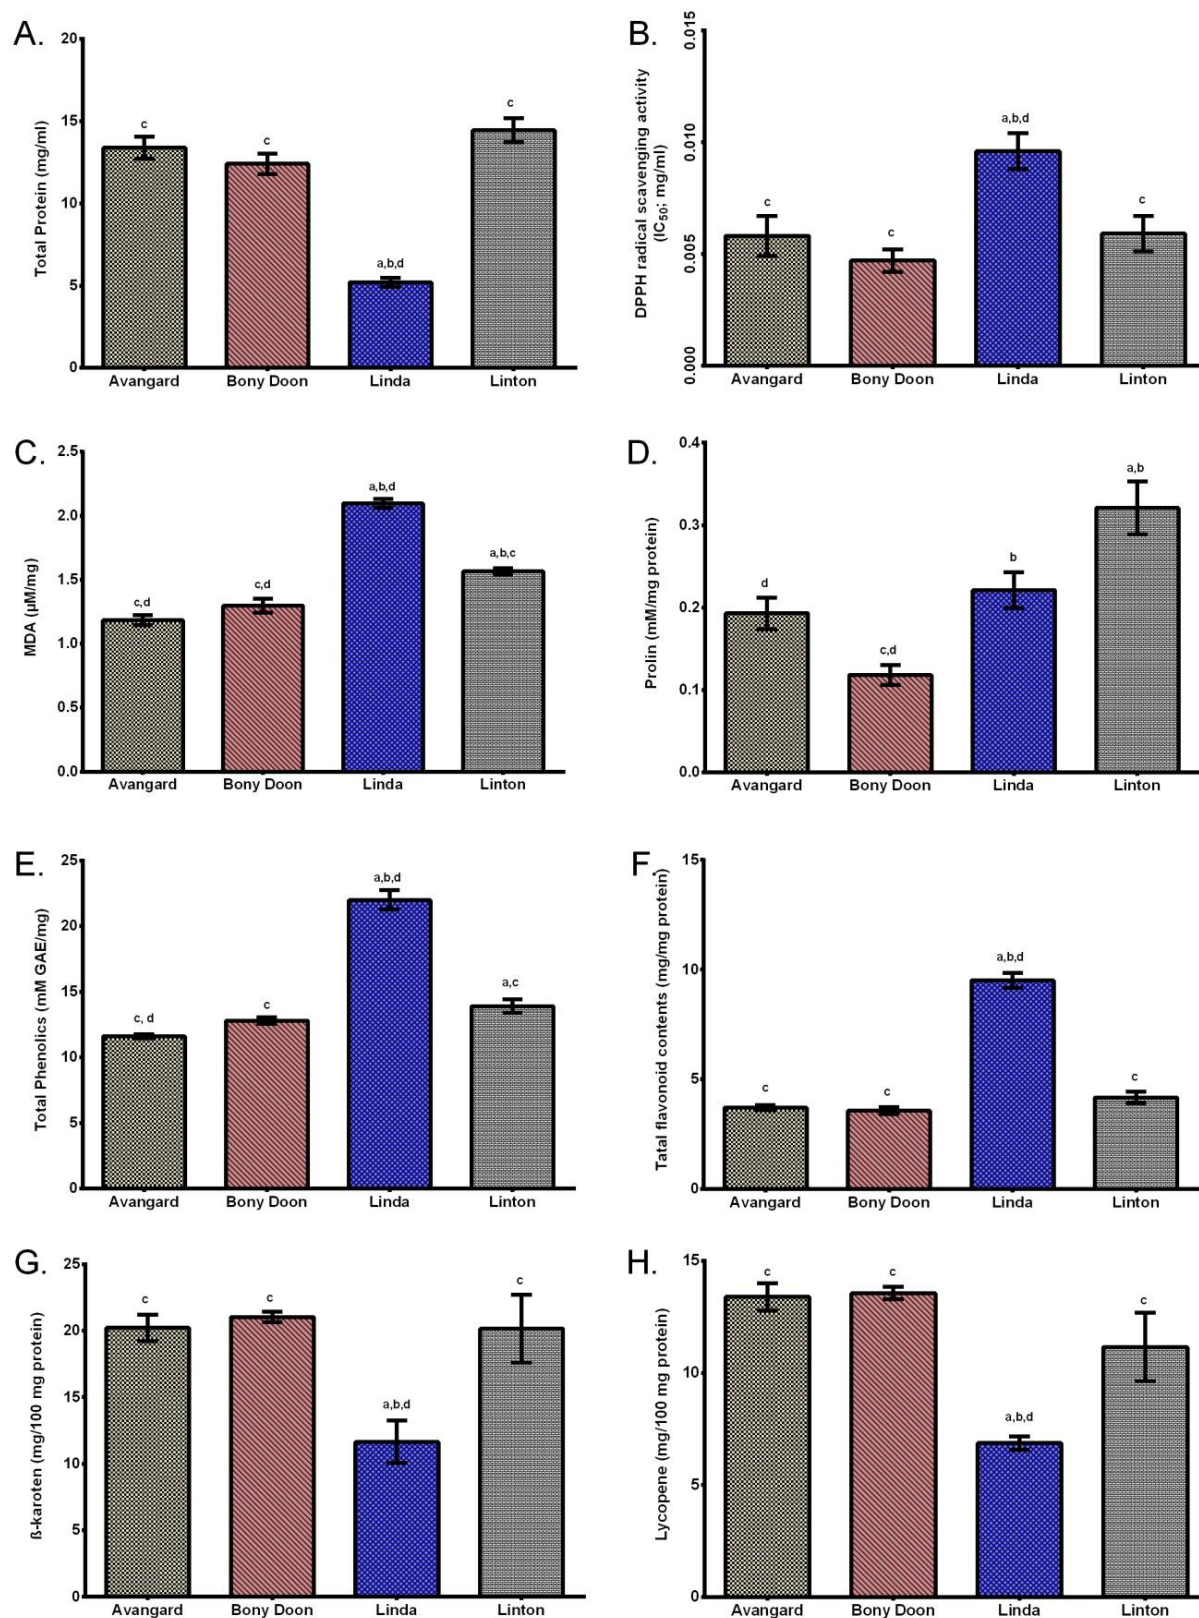 A.
Total Protein (mg/ml)
20
15
10
5
0
c
c
a,b,d
c
Avangard Bony Doon Linda Linton
B.
DPPH radical scavenging activity
(IC50; mg/ml)
0.015
0.010
0.005
0.000
c
c
a,b,d
c
Avangard Bony Doon Linda Linton
C.
MDA (µM/mg)
2.5
2.0
1.5
1.0
0.5
0.0
c,d
c,d
a,b,d
a,b,c
Avangard Bony Doon Linda Linton
D.
Prolin (mM/mg protein)
0.4
0.3
0.2
0.1
0.0
d
c,d
b
a,b
Avangard Bony Doon Linda Linton
E.
Total Phenolics (mM GAE/mg)
25
20
15
10
5
0
c, d
c
a,b,d
a,c
Avangard Bony Doon Linda Linton
F.
Tatal flavonoid contents (mg/mg protein)
15
10
5
0
c
c
a,b,d
c
Avangard Bony Doon Linda Linton
G.
ß-karoten (mg/100 mg protein)
25
20
15
10
5
0
c
c
a,b,d
c
Avangard Bony Doon Linda Linton
H.
Lycopene (mg/100 mg protein)
15
10
5
0
c
c
a,b,d
c
Avangard Bony Doon Linda Linton